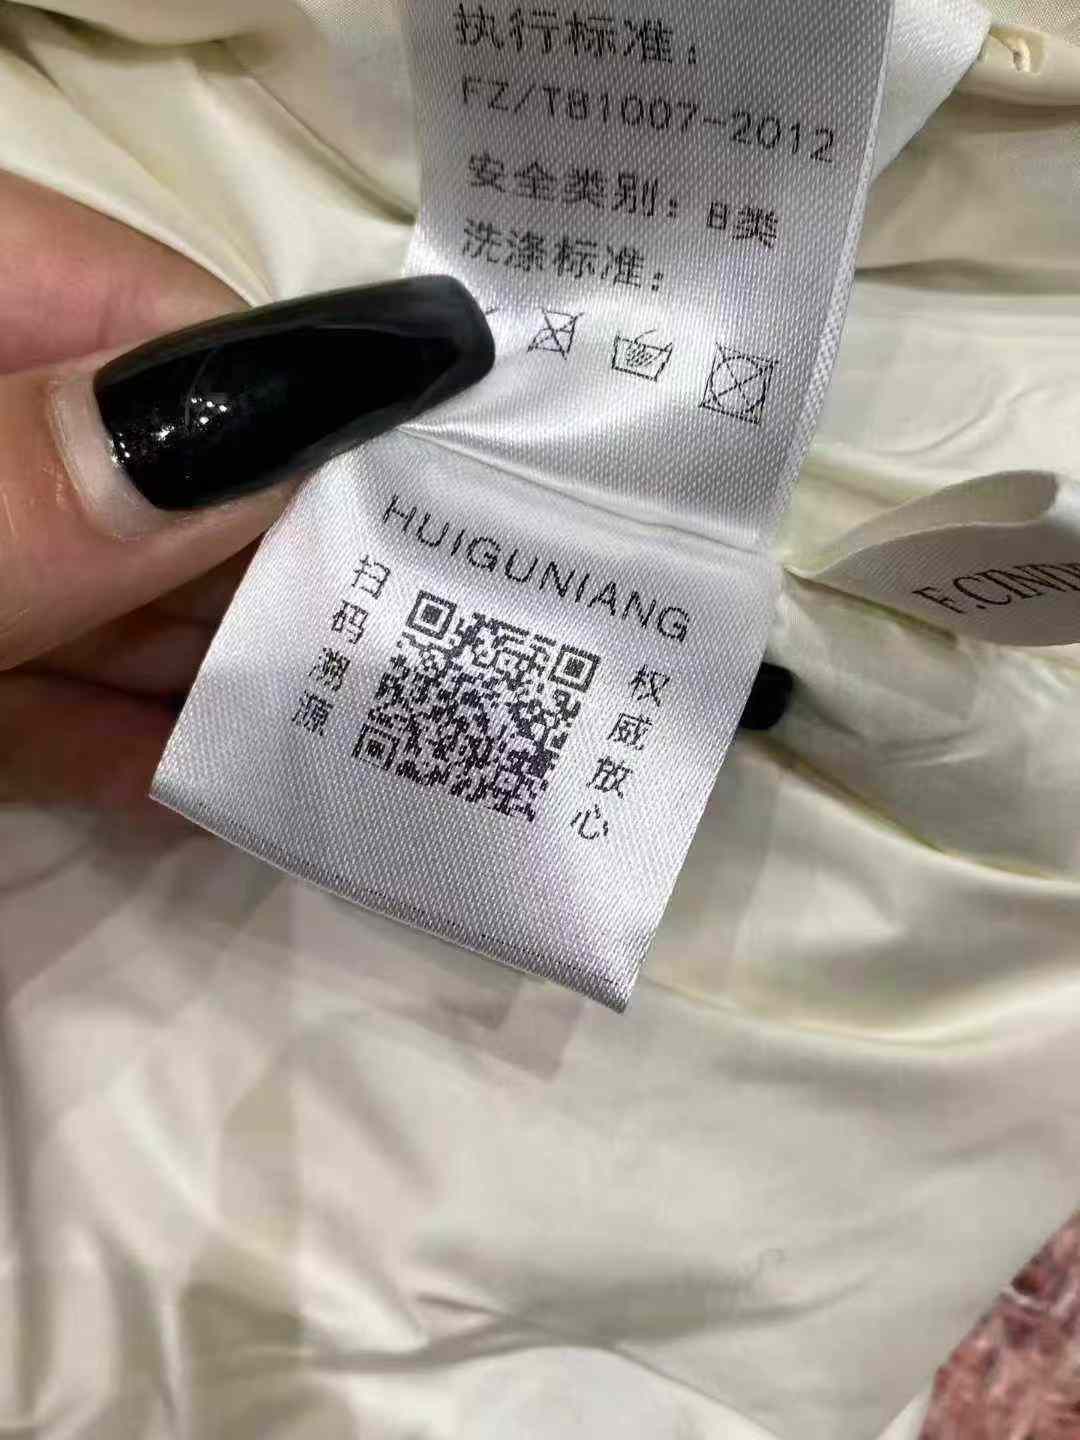 执行标准：
FZ/T81007-2012
安全类别：B类
洗涤标准：
HUIGUNIANG
扫码溯源
权威放心
F.CIND